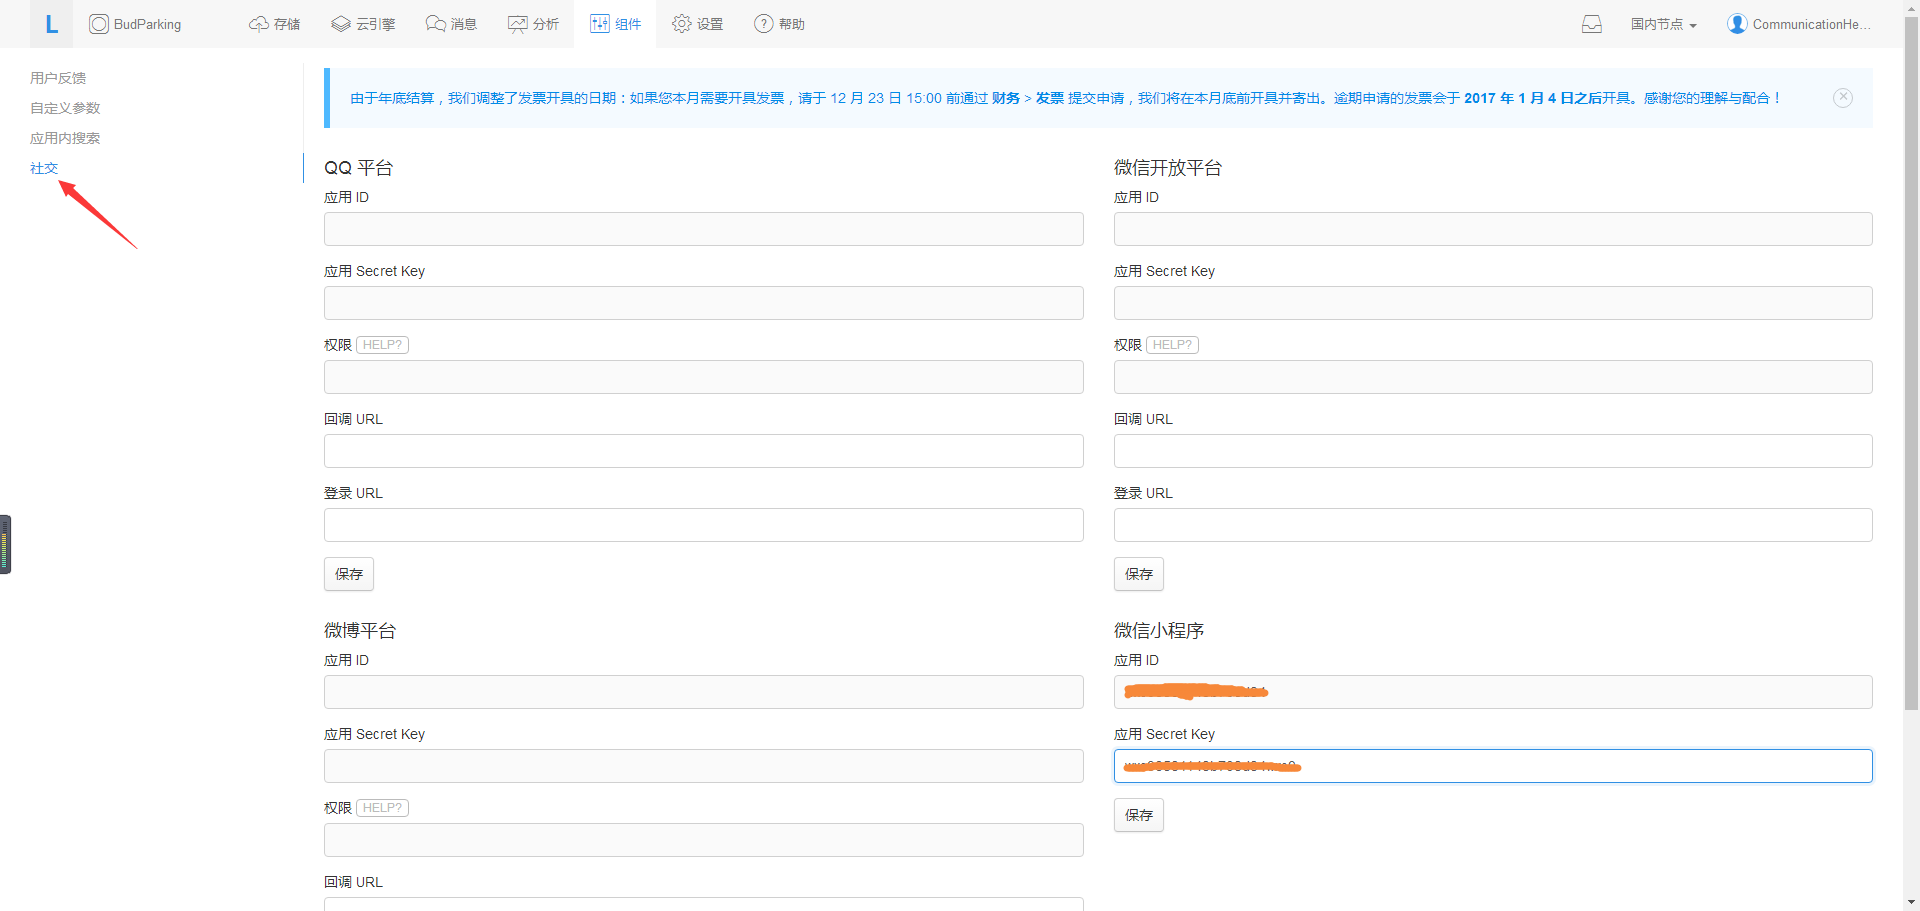 L BudParking 存储 云引擎 消息 分析 组件 设置 帮助 国内节点 CommunicationHe...
用户反馈
自定义参数
应用内搜索
社交
由于年底结算，我们调整了发票开具的日期：如果您本月需要开具发票，请于 12 月 23 日 15:00 前通过 财务 > 发票 提交申请，我们将在本月底前开具并寄出。逾期申请的发票会于 2017 年 1 月 4 日之后开具。感谢您的理解与配合！
QQ 平台
应用 ID
应用 Secret Key
权限 HELP?
回调 URL
登录 URL
保存
微信开放平台
应用 ID
应用 Secret Key
权限 HELP?
回调 URL
登录 URL
保存
微博平台
应用 ID
应用 Secret Key
权限 HELP?
回调 URL
微信小程序
应用 ID
应用 Secret Key
保存